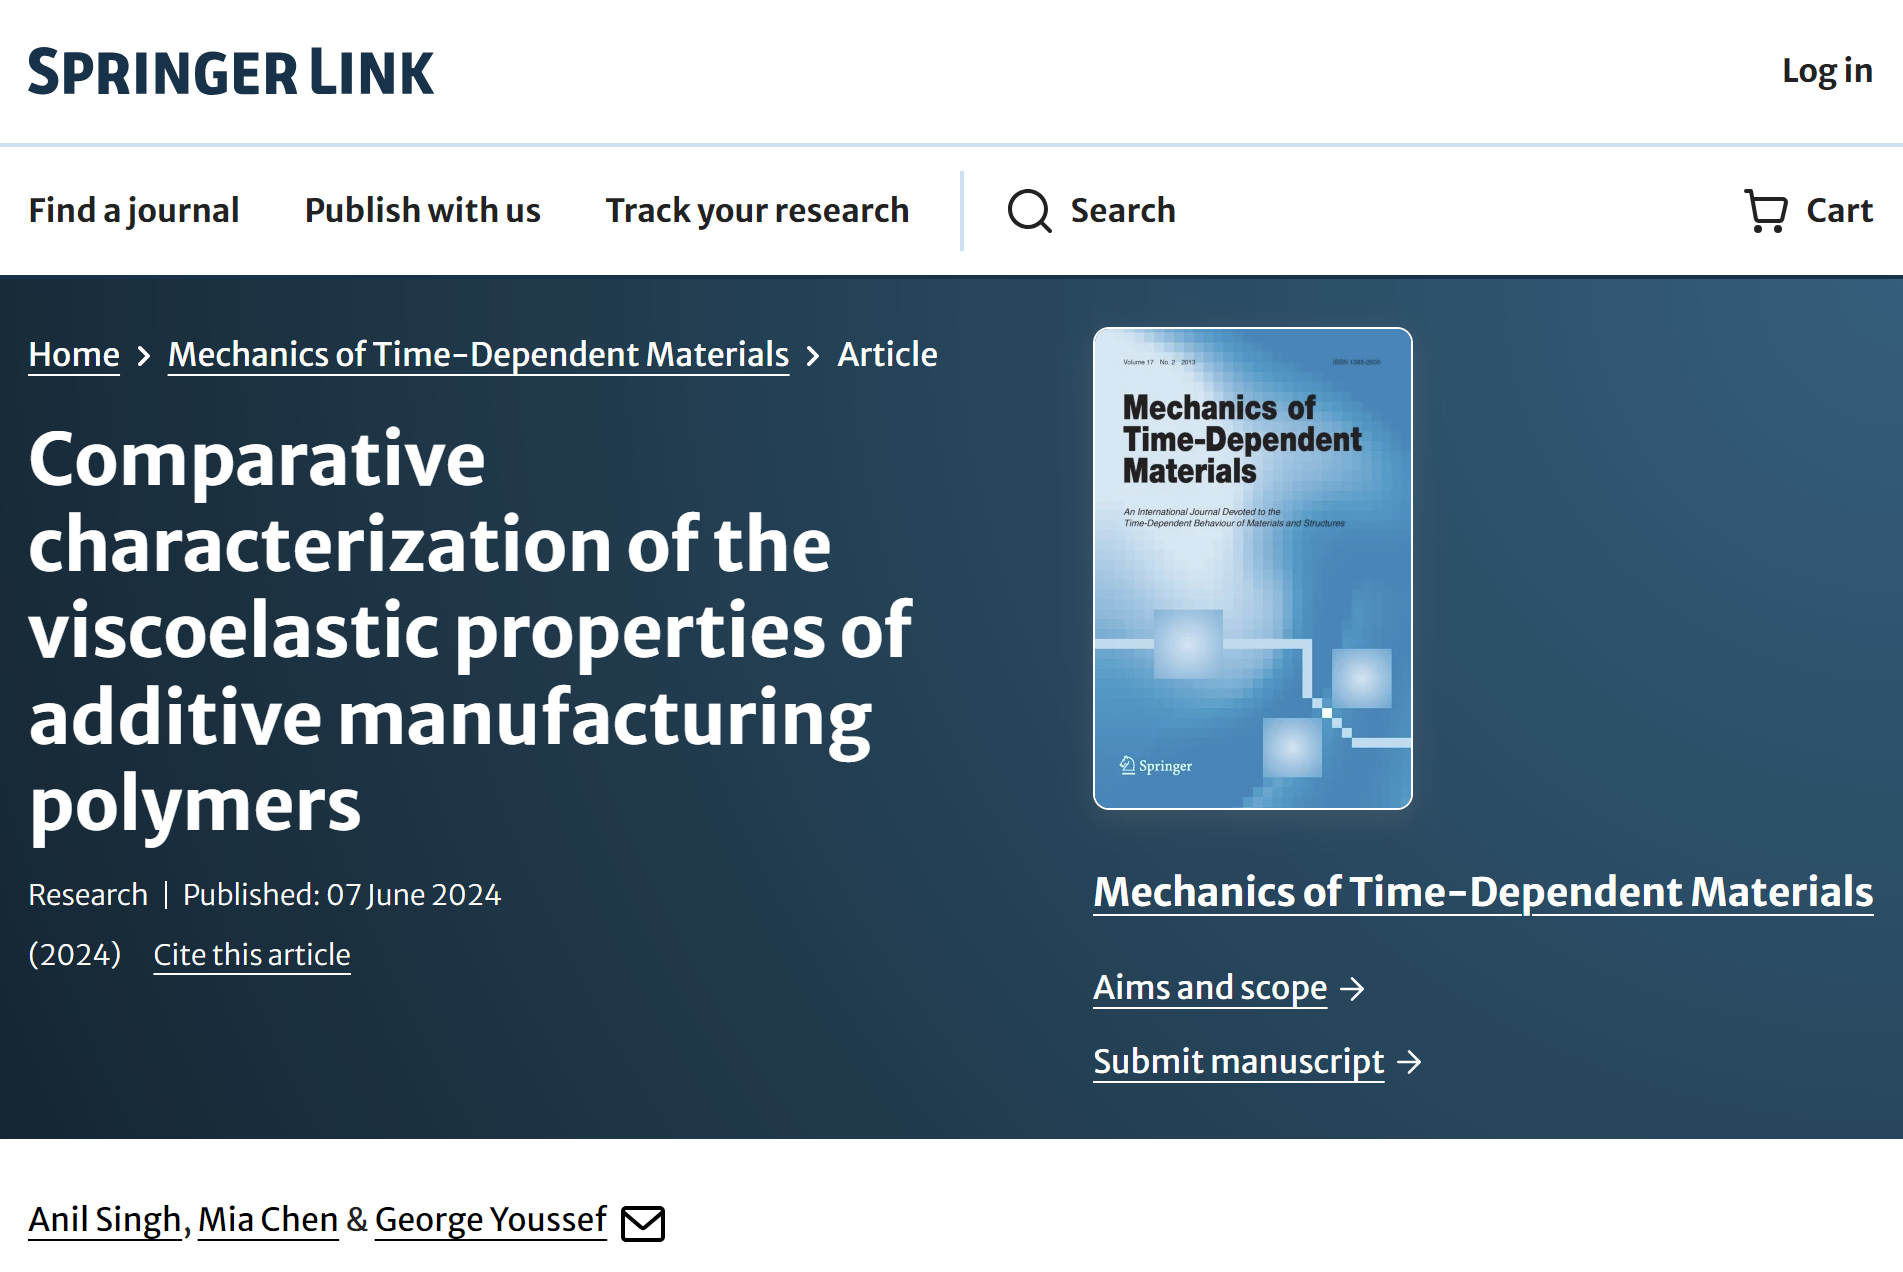 SPRINGER LINK
Log in
Find a journal
Publish with us
Track your research
Search
Cart
Home
Mechanics of Time-Dependent Materials
Article
Comparative
characterization of the
viscoelastic properties of
additive manufacturing
polymers
Research
Published: 07 June 2024
(2024)
Cite this article
Volume 17 No. 2 2013
ISSN 1385-2000
Mechanics of
Time-Dependent
Materials
An International Journal Devoted to the
Time-Dependent Behaviour of Materials and Structures
Springer
Mechanics of Time-Dependent Materials
Aims and scope
Submit manuscript
Anil Singh, Mia Chen & George Youssef